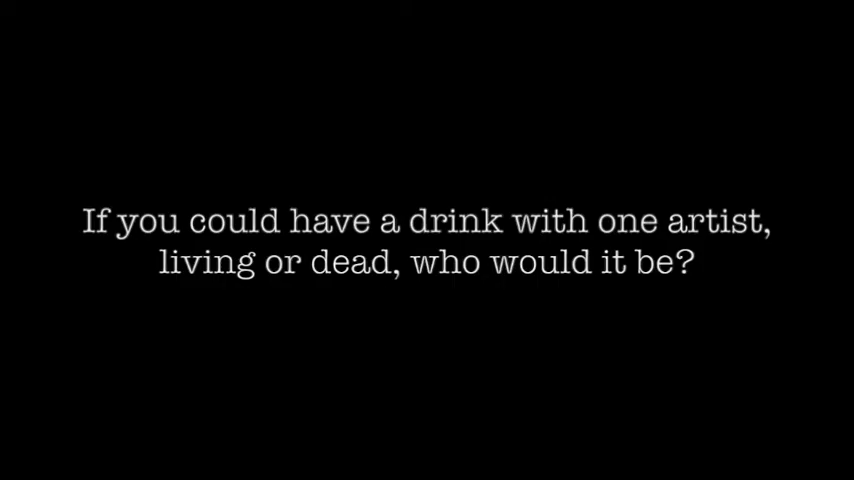 If you could have a drink with one artist,
living or dead, who would it be?